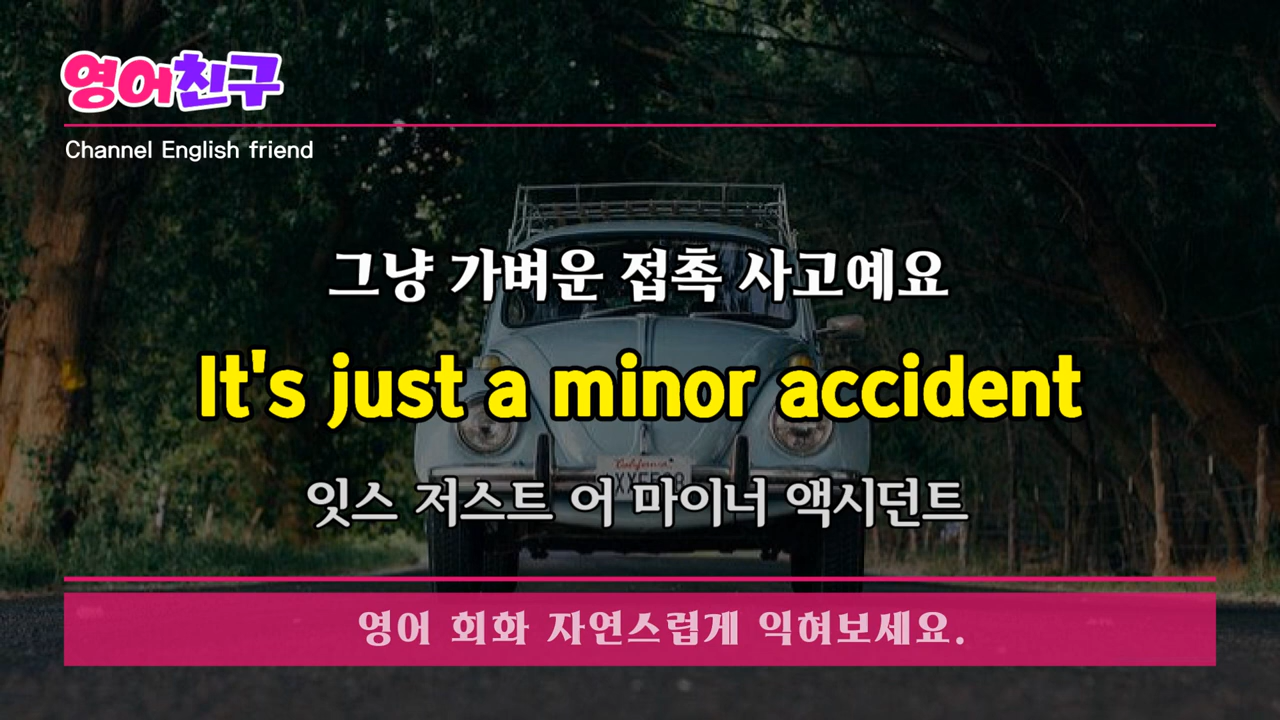 영어친구
Channel English friend
그냥 가벼운 접촉 사고예요
It's just a minor accident
잇스 저스트 어 마이너 액시던트
California
영어 회화 자연스럽게 익혀보세요.